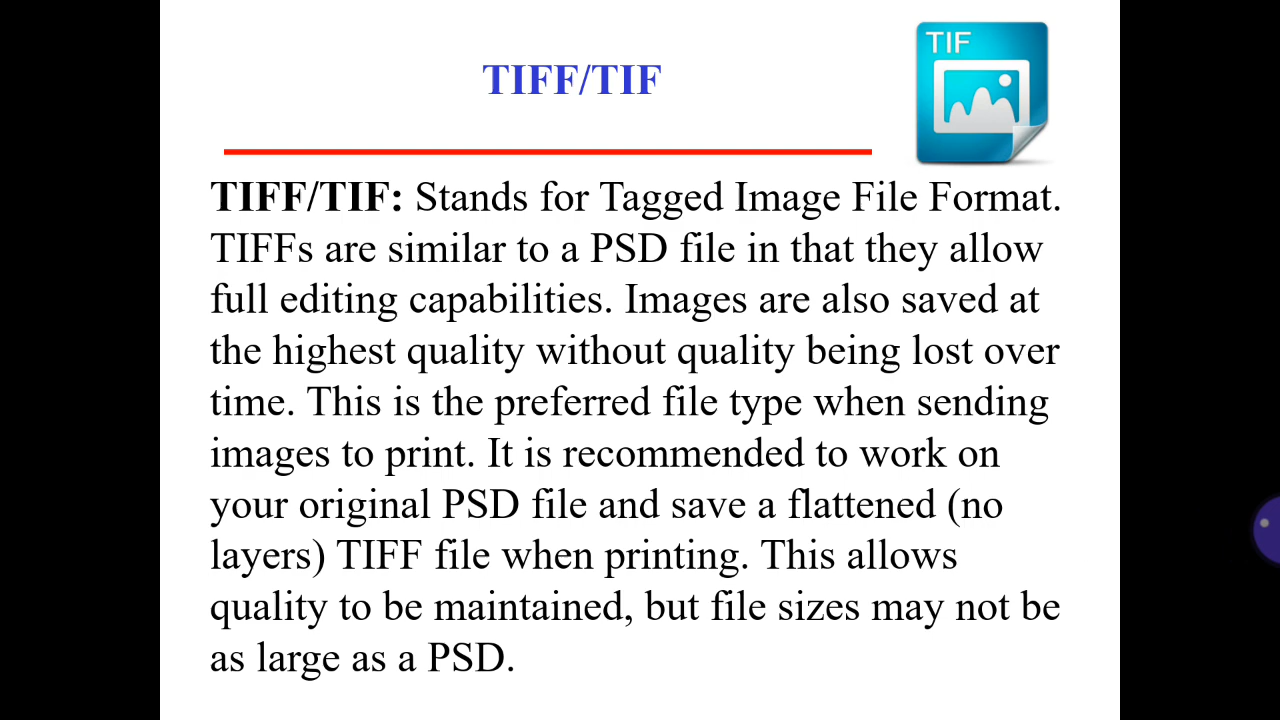 TIF
TIFF/TIF
TIFF/TIF: Stands for Tagged Image File Format.
TIFFs are similar to a PSD file in that they allow
full editing capabilities. Images are also saved at
the highest quality without quality being lost over
time. This is the preferred file type when sending
images to print. It is recommended to work on
your original PSD file and save a flattened (no
layers) TIFF file when printing. This allows
quality to be maintained, but file sizes may not be
as large as a PSD.